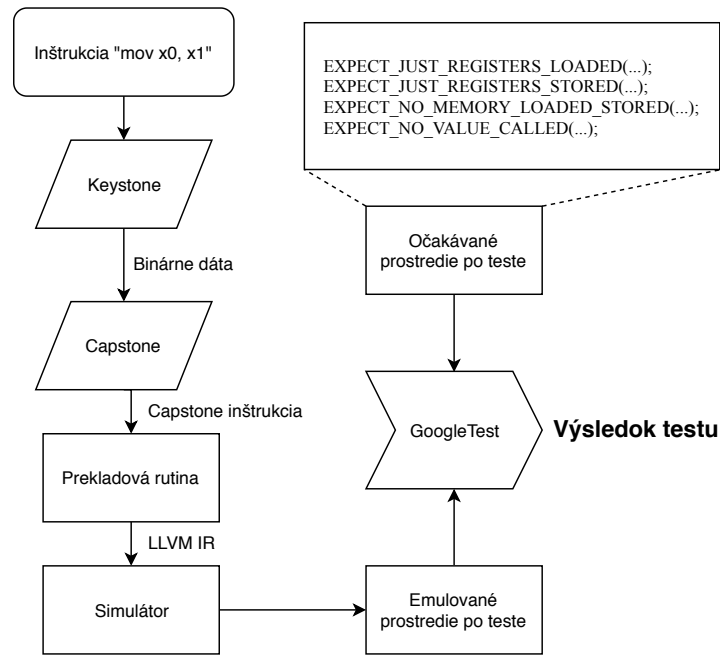 Inštrukcia "mov x0, x1"
Keystone
Binárne dáta
Capstone
Capstone inštrukcia
Prekladová rutina
LLVM IR
Simulátor
EXPECT_JUST_REGISTERS_LOADED(...);
EXPECT_JUST_REGISTERS_STORED(...);
EXPECT_NO_MEMORY_LOADED_STORED(...);
EXPECT_NO_VALUE_CALLED(...);
Očakávané
prostredie po teste
GoogleTest
Výsledok testu
Emulované
prostredie po teste